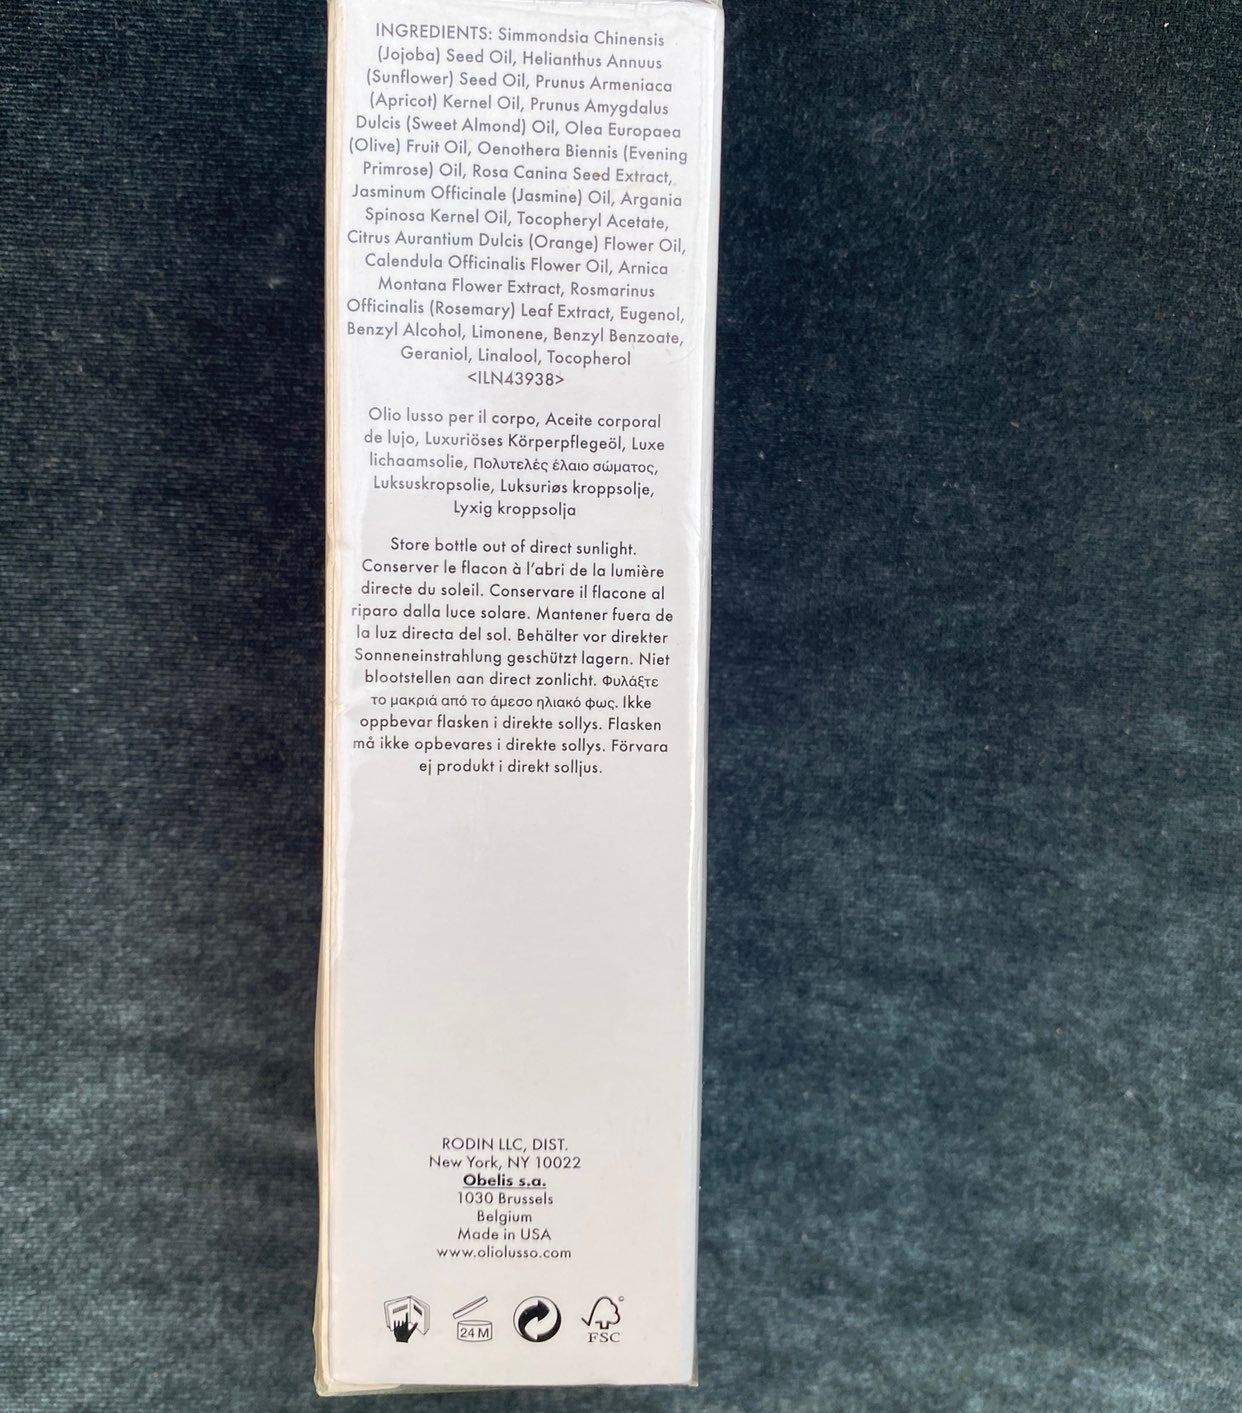 INGREDIENTS: Simmondsia Chinensis
(Jojoba) Seed Oil, Helianthus Annuus
(Sunflower) Seed Oil, Prunus Armeniaca
(Apricot) Kernel Oil, Prunus Amygdalus
Dulcis (Sweet Almond) Oil, Olea Europaea
(Olive) Fruit Oil, Oenothera Biennis (Evening
Primrose) Oil, Rosa Canina Seed Extract,
Jasminum Officinale (Jasmine) Oil, Argania
Spinosa Kernel Oil, Tocopheryl Acetate,
Citrus Aurantium Dulcis (Orange) Flower Oil,
Calendula Officinalis Flower Oil, Arnica
Montana Flower Extract, Rosmarinus
Officinalis (Rosemary) Leaf Extract, Eugenol,
Benzyl Alcohol, Limonene, Benzyl Benzoate,
Geraniol, Linalool, Tocopherol
<ILN43938>
Olio lusso per il corpo, Aceite corporal
de lujo, Luxuriöses Körperpflegeöl, Luxe
lichaamsolie, Πολυτελές έλαιο σώματος,
Luksuskropsolie, Luksuriøs kroppsolje,
Lyxig kroppsolja
Store bottle out of direct sunlight.
Conserver le flacon à l'abri de la lumière
directe du soleil. Conservare il flacone al
riparo dalla luce solare. Mantener fuera de
la luz directa del sol. Behälter vor direkter
Sonneneinstrahlung geschützt lagern. Niet
blootstellen aan direct zonlicht. Φυλάξτε
το μακριά από το άμεσο ηλιακό φως. Ikke
oppbevar flasken i direkte sollys. Flasken
må ikke opbevares i direkte sollys. Förvara
ej produkt i direkt solljus.
RODIN LLC, DIST.
New York, NY 10022
Obelis s.a.
1030 Brussels
Belgium
Made in USA
www.oliolusso.com
24 M
FSC